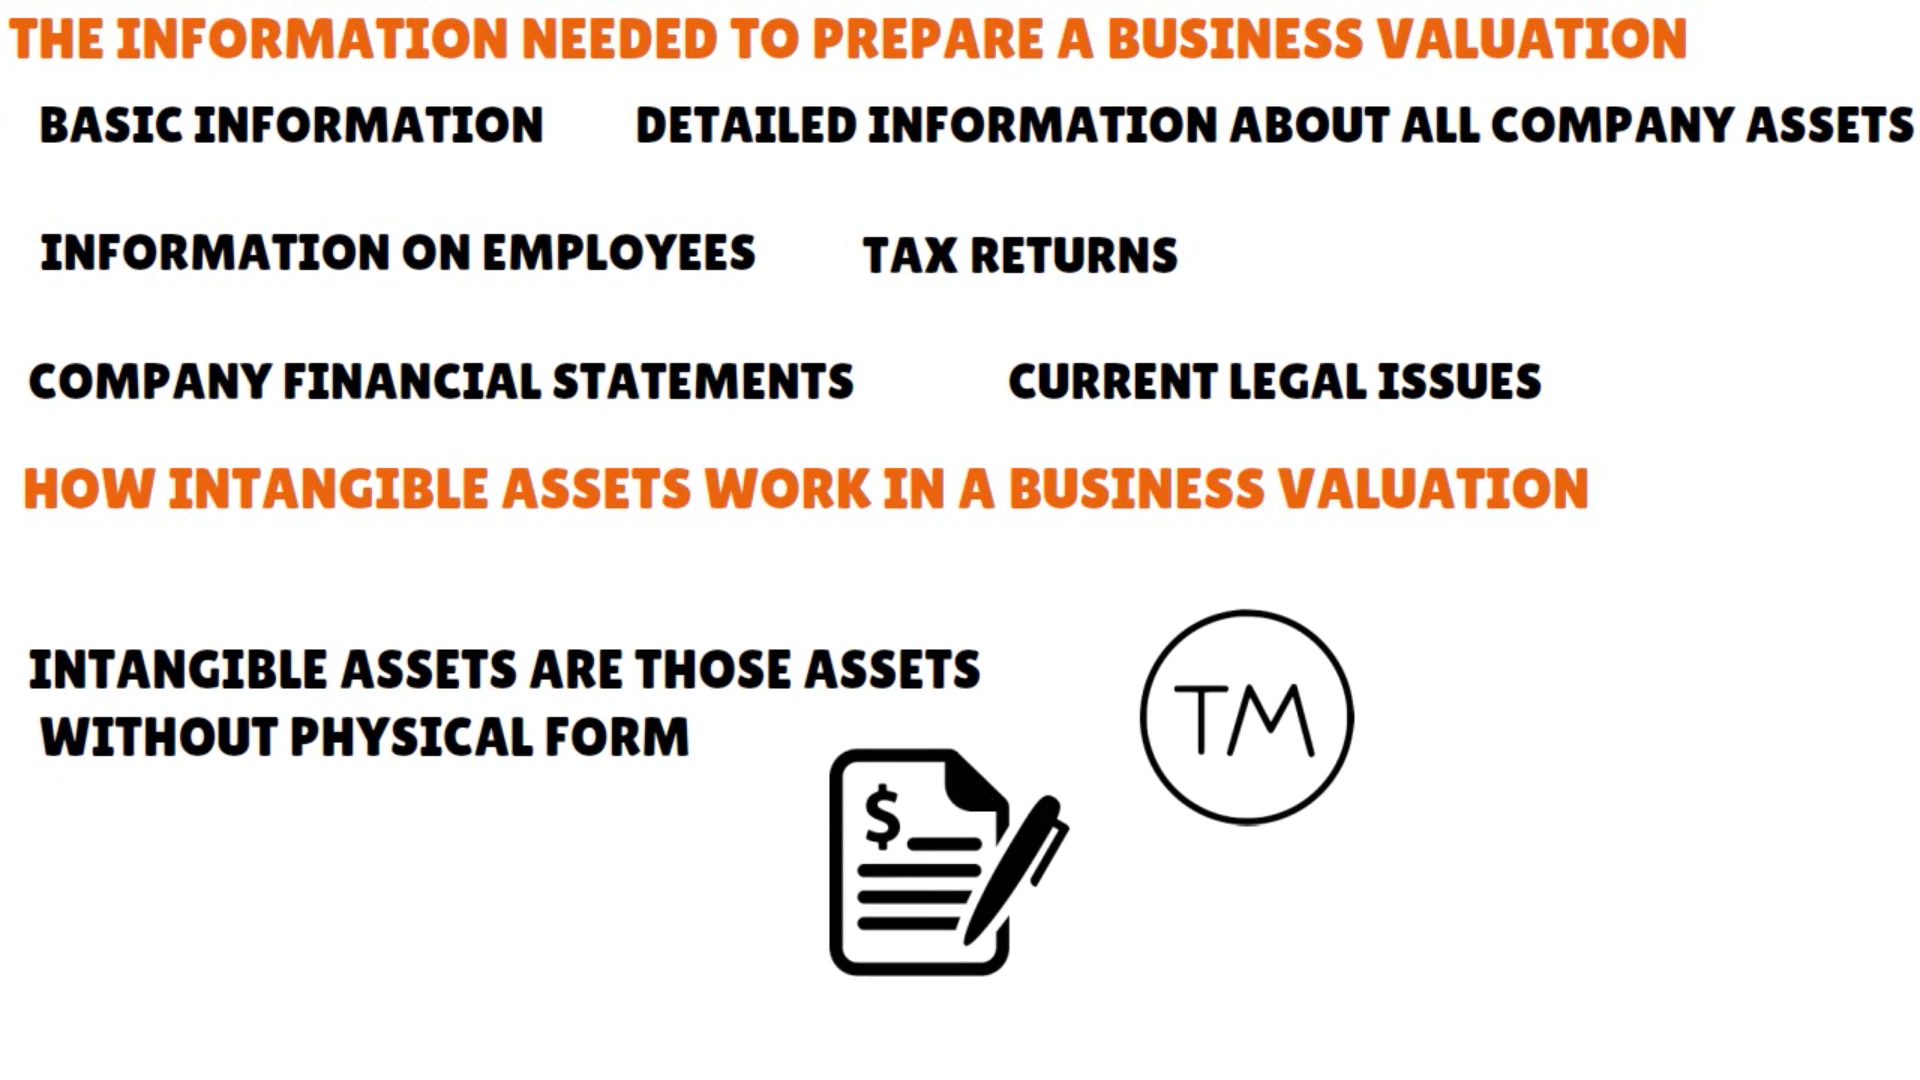 THE INFORMATION NEEDED TO PREPARE A BUSINESS VALUATION
BASIC INFORMATION
DETAILED INFORMATION ABOUT ALL COMPANY ASSETS
INFORMATION ON EMPLOYEES
TAX RETURNS
COMPANY FINANCIAL STATEMENTS
CURRENT LEGAL ISSUES
HOW INTANGIBLE ASSETS WORK IN A BUSINESS VALUATION
INTANGIBLE ASSETS ARE THOSE ASSETS
WITHOUT PHYSICAL FORM
TM
$